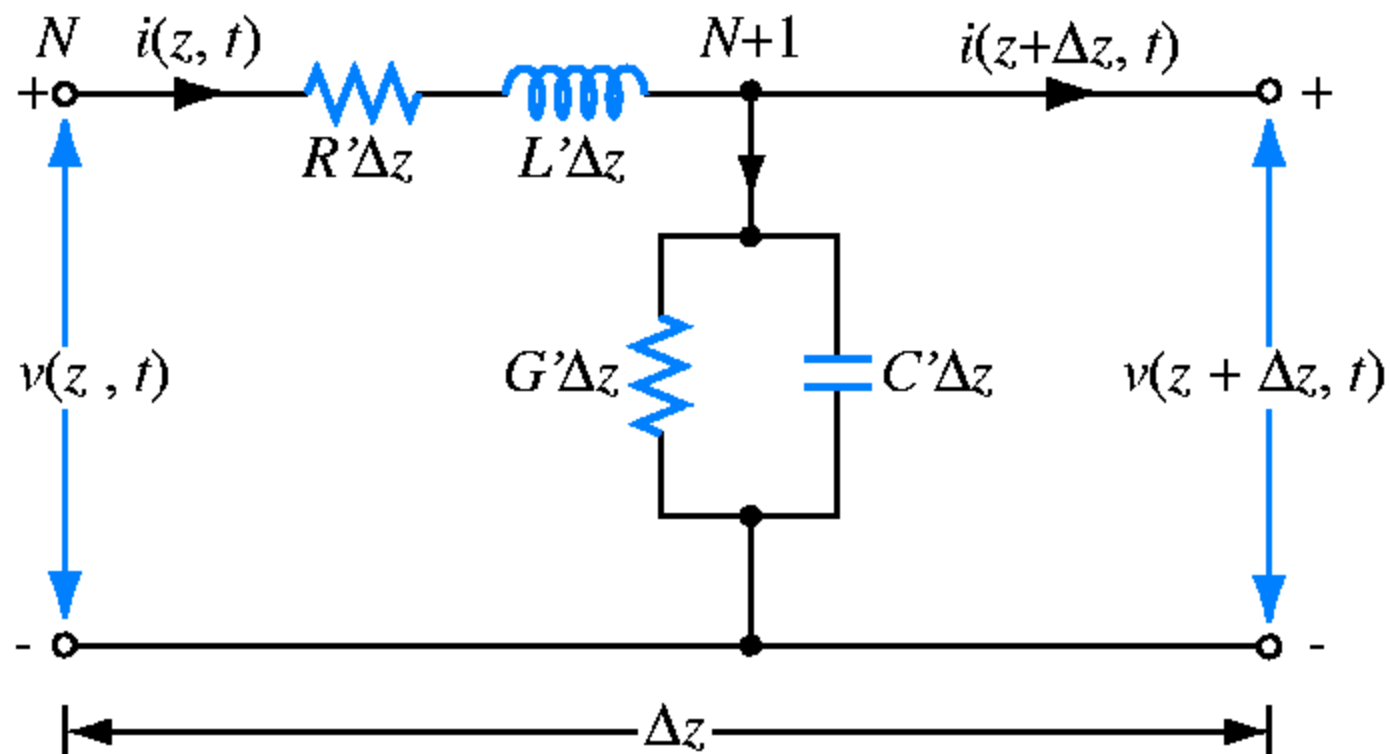 N i(z, t) N+1 i(z+Δz, t)
+ +
R’Δz L’Δz
v(z , t) G’Δz C’Δz v(z + Δz, t)
- -
Δz